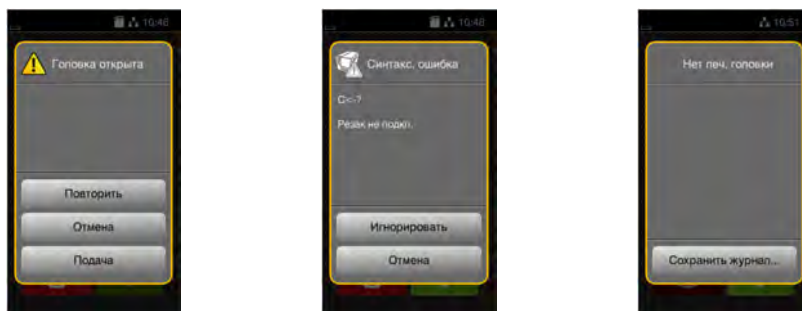 10:48
Головка открыта
Повторить
Отмена
Подача
10:48
Синтакс. ошибка
C<-?
Резак не подкл.
Игнорировать
Отмена
10:51
Нет печ. головки
Сохранить журнал...